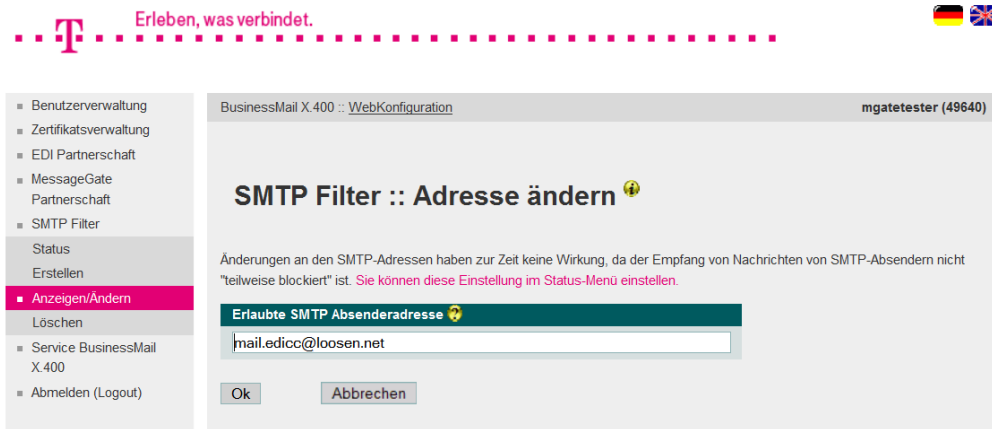 Erleben, was verbindet.
Benutzerverwaltung
Zertifikatsverwaltung
EDI Partnerschaft
MessageGate
Partnerschaft
SMTP Filter
Status
Erstellen
Anzeigen/Ändern
Löschen
Service BusinessMail
X.400
Abmelden (Logout)
BusinessMail X.400 :: WebKonfiguration
mgatetester (49640)
SMTP Filter :: Adresse ändern
Änderungen an den SMTP-Adressen haben zur Zeit keine Wirkung, da der Empfang von Nachrichten von SMTP-Absendern nicht
"teilweise blockiert" ist. Sie können diese Einstellung im Status-Menü einstellen.
Erlaubte SMTP Absenderadresse
mail.edicc@loosen.net
Ok
Abbrechen